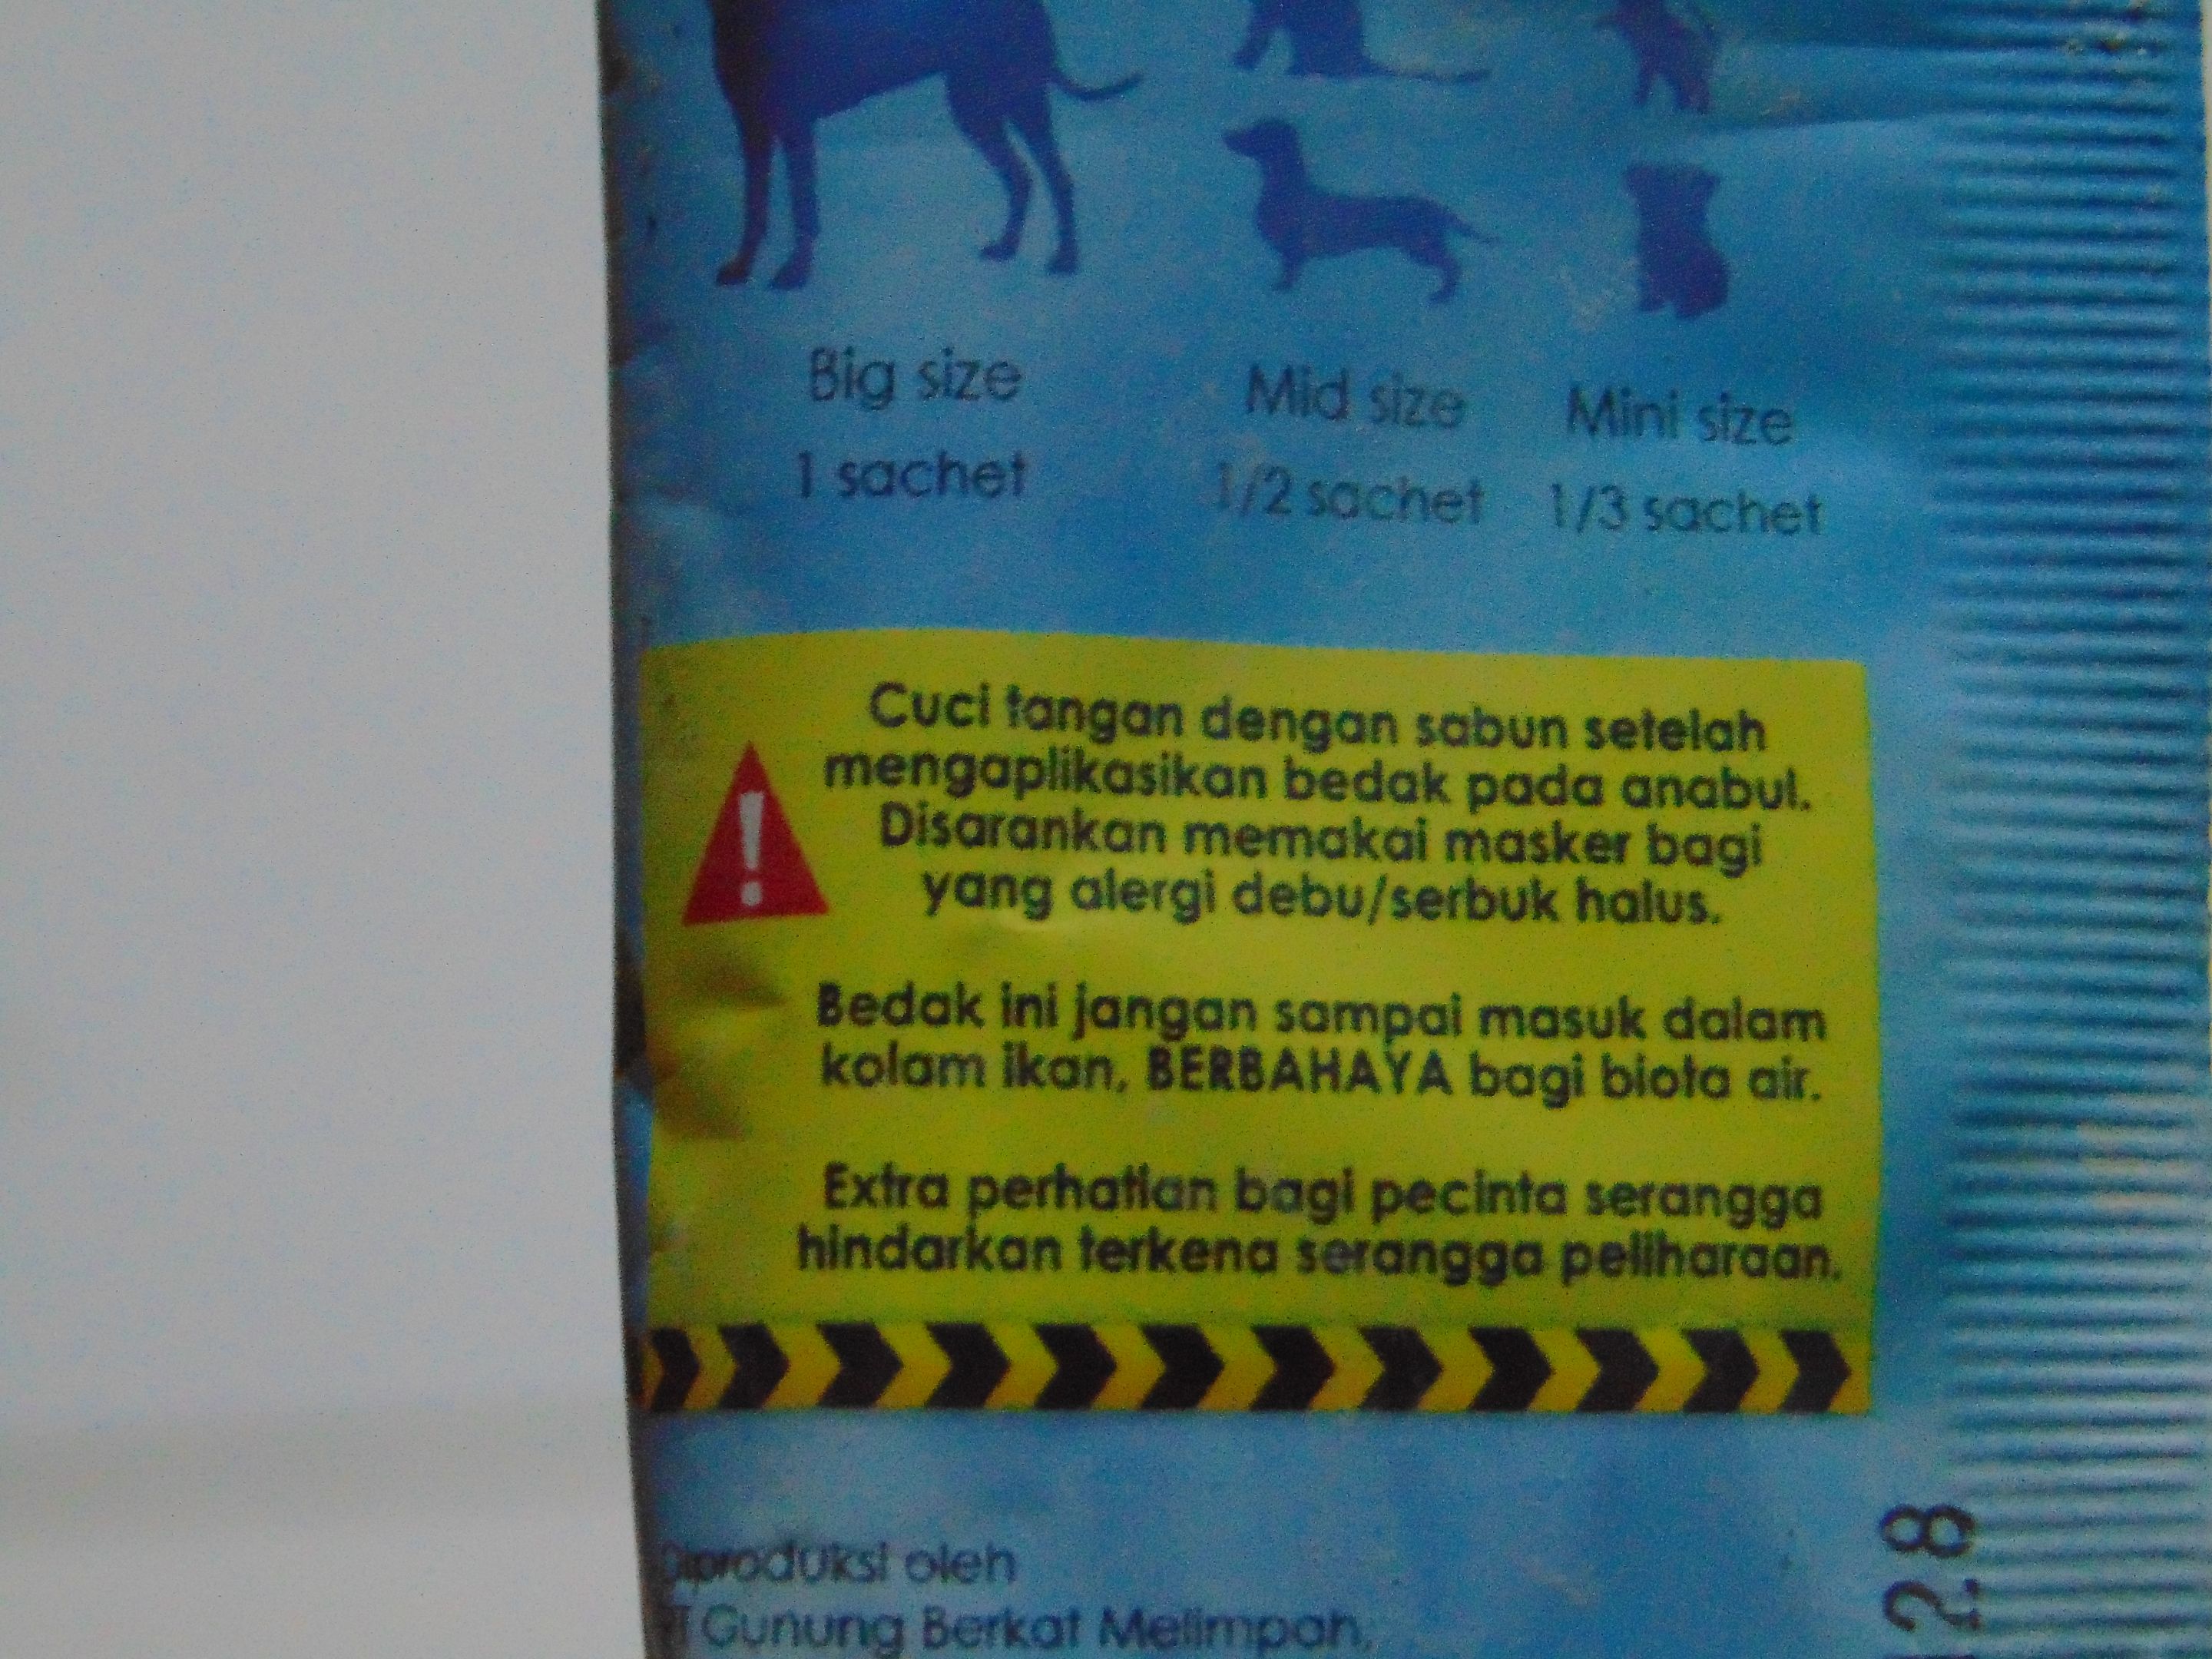 Big size
Mid size
Mini size
1 sachet
1/2 sachet
1/3 sachet
Cuci tangan dengan sabun setelah
mengaplikasikan bedak pada anabul.
Disarankan memakai masker bagi
yang alergi debu/serbuk halus.
!
Bedak ini jangan sampai masuk dalam
kolam ikan, BERBAHAYA bagi biota air.
Extra perhatian bagi pecinta serangga
hindarkan terkena serangga peliharaan.
Diproduksi oleh
PT Gunung Berkat Melimpah,
28